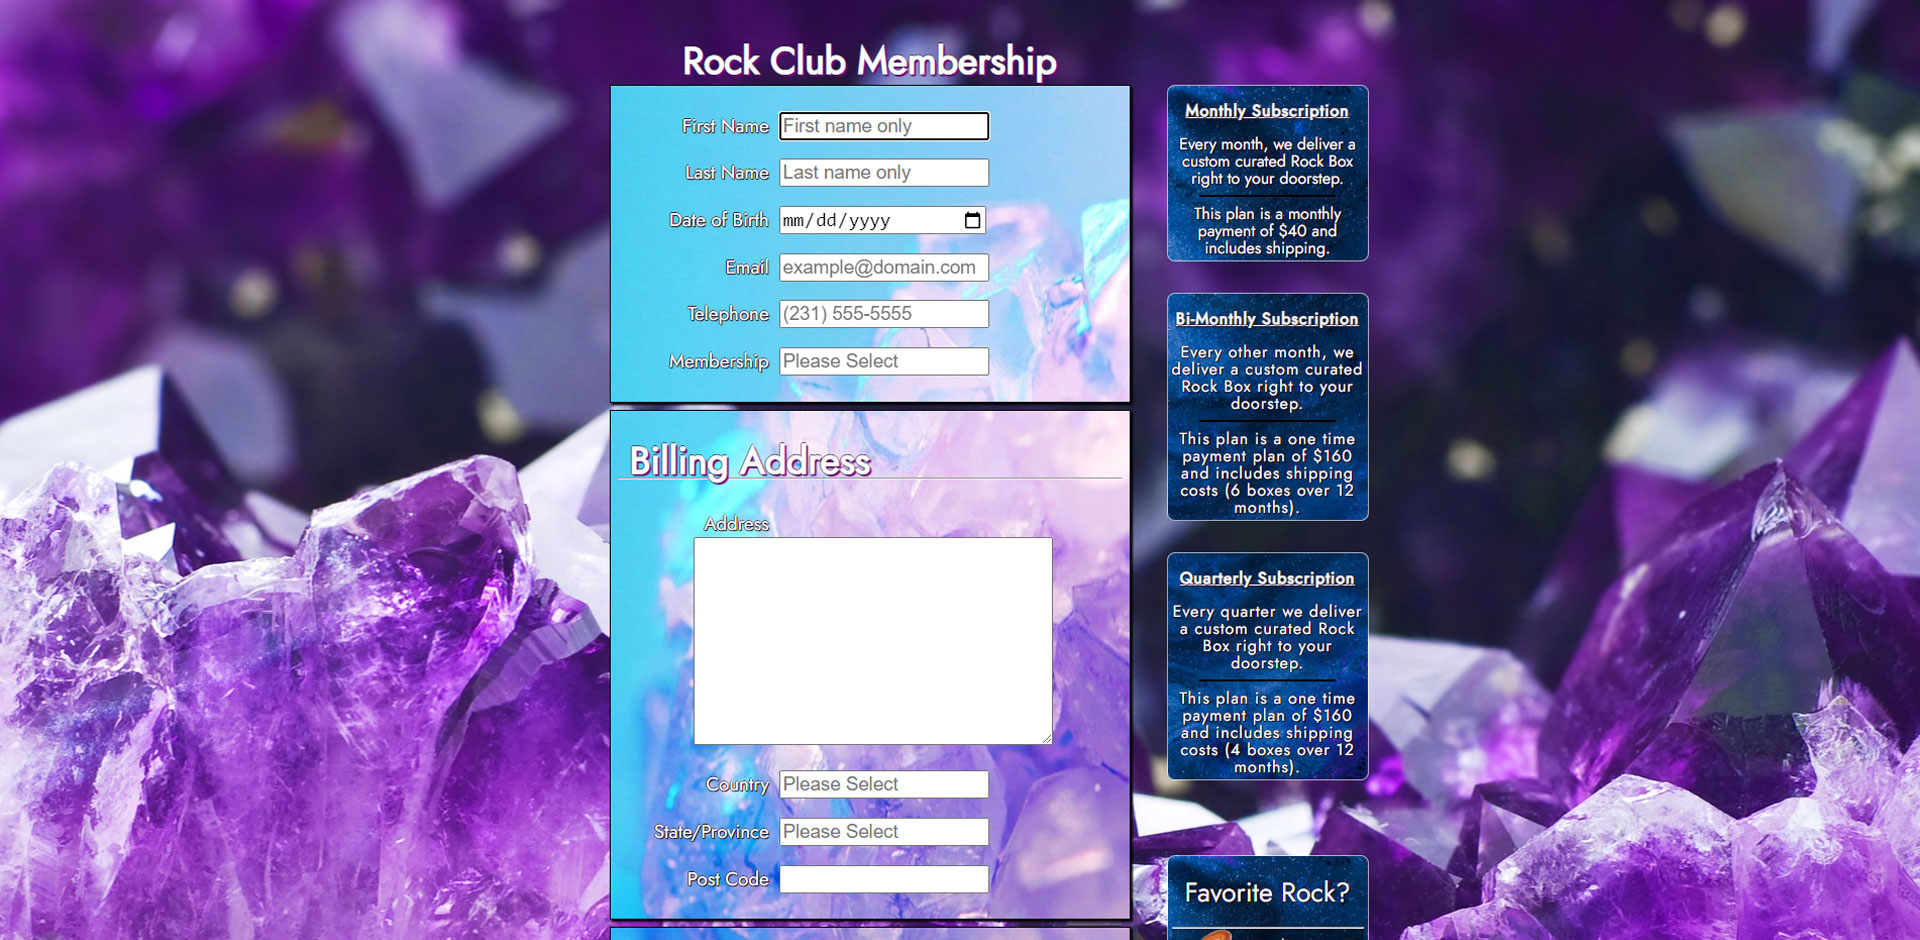 Rock Club Membership
First Name
First name only
Last Name
Last name only
Date of Birth
mm/dd/yyyy
Email
example@domain.com
Telephone
(231) 555-5555
Membership
Please Select
Billing Address
Address
Country
Please Select
State/Province
Please Select
Post Code
Monthly Subscription
Every month, we deliver a
custom curated Rock Box
right to your doorstep.
This plan is a monthly
payment of $40 and
includes shipping.
Bi-Monthly Subscription
Every other month, we
deliver a custom curated
Rock Box right to your
doorstep.
This plan is a one time
payment plan of $160
and includes shipping
costs (6 boxes over 12
months).
Quarterly Subscription
Every quarter we deliver
a custom curated Rock
Box right to your
doorstep.
This plan is a one time
payment plan of $160
and includes shipping
costs (4 boxes over 12
months).
Favorite Rock?